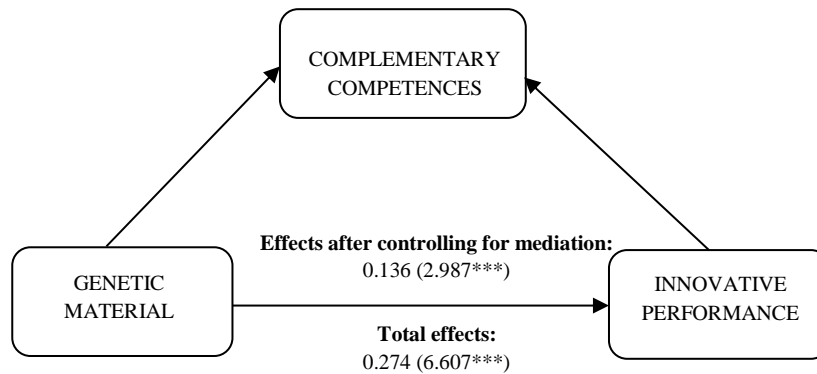 COMPLEMENTARY
COMPETENCES
Effects after controlling for mediation:
0.136 (2.987***)
GENETIC
MATERIAL
INNOVATIVE
PERFORMANCE
Total effects:
0.274 (6.607***)